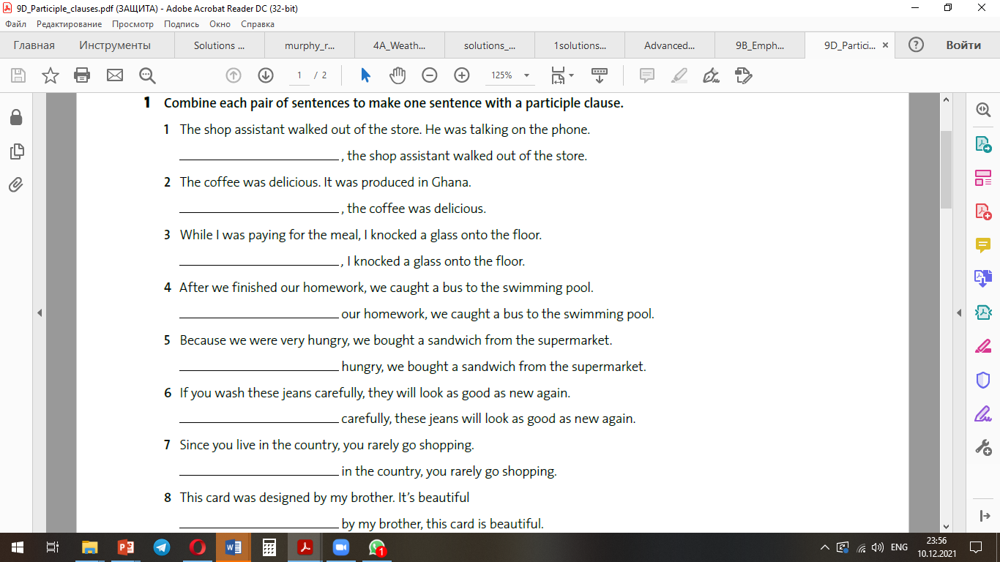 9D_Participle_clauses.pdf (ЗАЩИТА) - Adobe Acrobat Reader DC (32-bit)
Файл Редактирование Просмотр Подпись Окно Справка
Главная Инструменты Solutions ... murphy_r... 4A_Weath... solutions_... 1solutions... Advanced... 9B_Emph... 9D_Partici... × ? Войти
1 / 2 125%
1 Combine each pair of sentences to make one sentence with a participle clause.
1 The shop assistant walked out of the store. He was talking on the phone.
, the shop assistant walked out of the store.
2 The coffee was delicious. It was produced in Ghana.
, the coffee was delicious.
3 While I was paying for the meal, I knocked a glass onto the floor.
, I knocked a glass onto the floor.
4 After we finished our homework, we caught a bus to the swimming pool.
our homework, we caught a bus to the swimming pool.
5 Because we were very hungry, we bought a sandwich from the supermarket.
hungry, we bought a sandwich from the supermarket.
6 If you wash these jeans carefully, they will look as good as new again.
carefully, these jeans will look as good as new again.
7 Since you live in the country, you rarely go shopping.
in the country, you rarely go shopping.
8 This card was designed by my brother. It's beautiful
by my brother, this card is beautiful.
1 ENG 23:56
10.12.2021